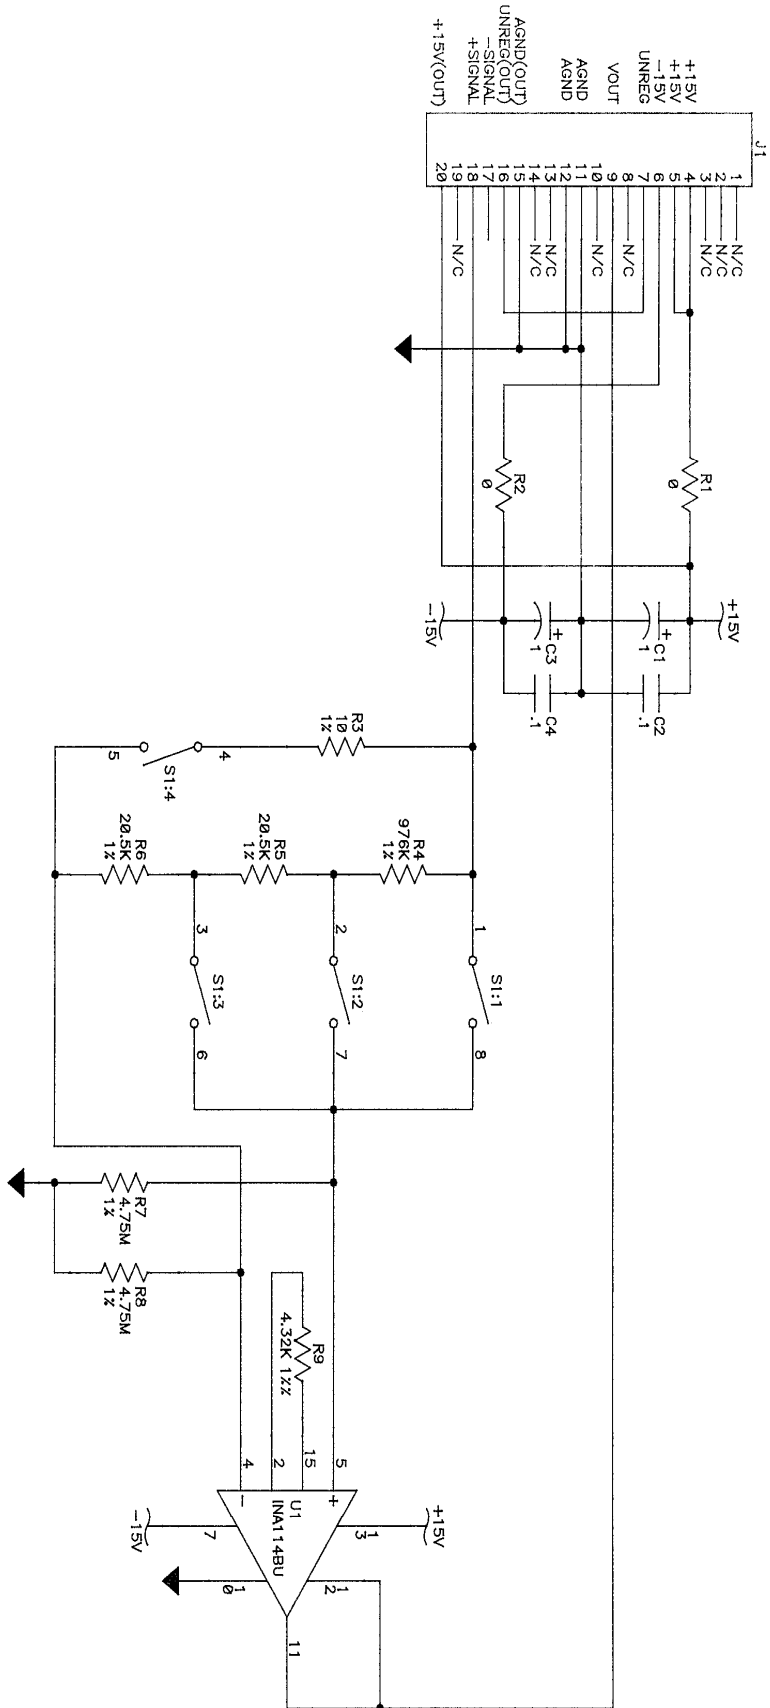 J1
1 N/C
2 N/C
3 N/C
+15V 4
+15V 5
-15V 6
UNREG 7
8 N/C
VOUT 9
10 N/C
AGND 11
AGND 12
13 N/C
14 N/C
AGND(OUT) 15
UNREG(OUT) 16
-SIGNAL 17
+SIGNAL 18
19 N/C
+15V(OUT) 20
R1
0
R2
0
+15V
C1
+
1
C2
.1
C3
+
1
C4
.1
-15V
R3
10
1%
4
S1:4
5
R4
976K
1%
R5
20.5K
1%
R6
20.5K
1%
1
S1:1
8
2
S1:2
7
3
S1:3
6
R7
4.75M
1%
R8
4.75M
1%
R9
4.32K 1%%
5
15
2
4
+
-
U1
INA114BU
+15V
13
12
11
10
7
-15V